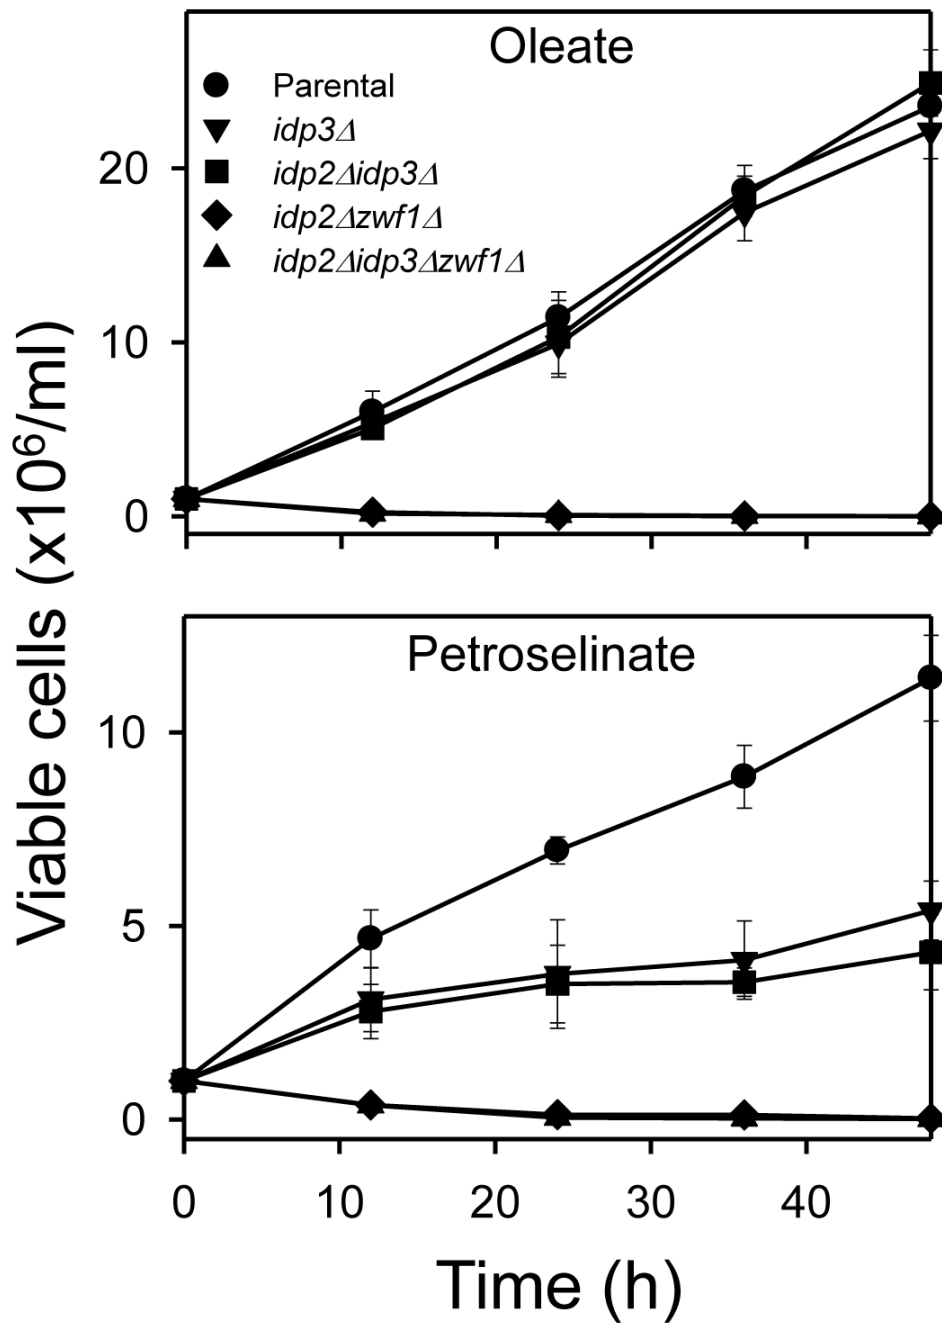 Oleate
Parental
idp3Δ
idp2Δidp3Δ
idp2Δzwf1Δ
idp2Δidp3Δzwf1Δ
20
10
0
Viable cells (x10⁶/ml)
Petroselinate
10
5
0
0 10 20 30 40
Time (h)